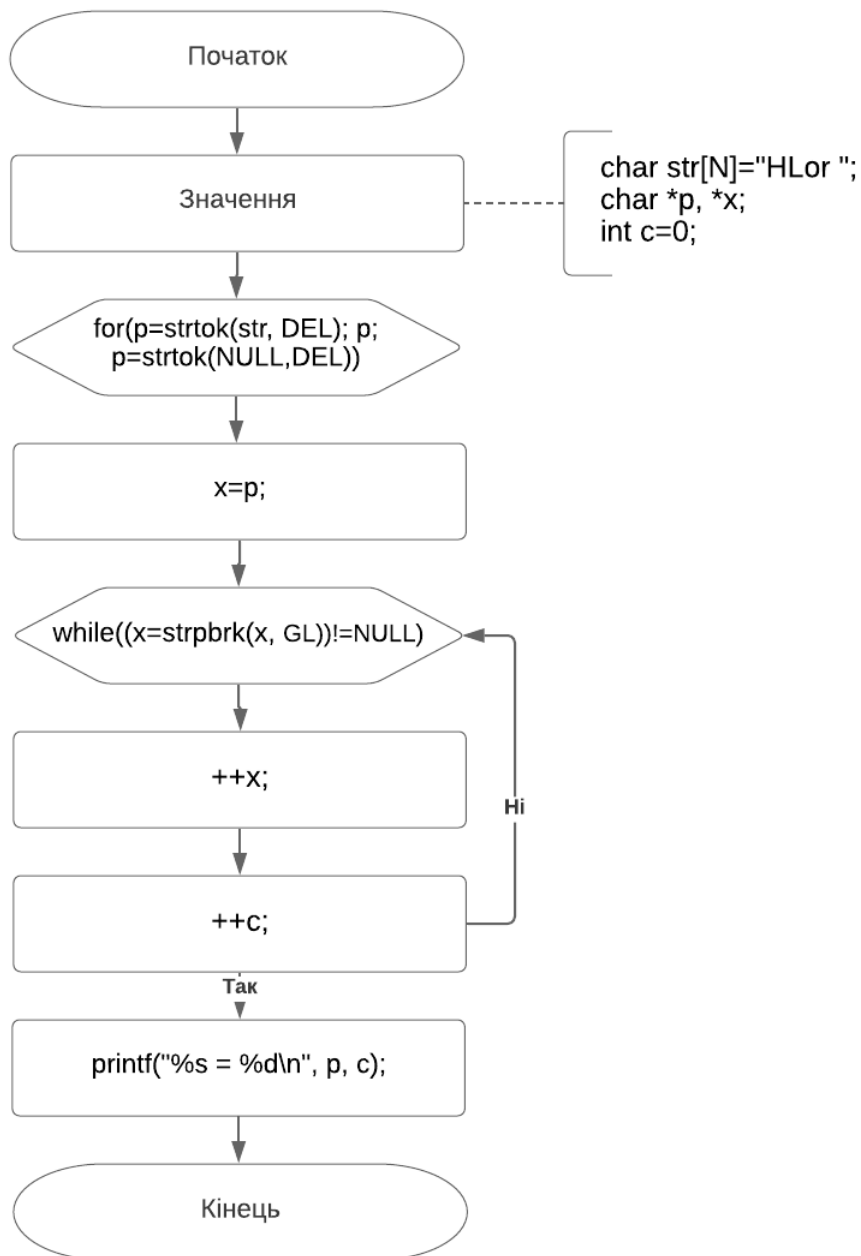 Початок
Значення
char str[N]="HLor ";
char *p, *x;
int c=0;
for(p=strtok(str, DEL); p;
p=strtok(NULL,DEL))
x=p;
while((x=strpbrk(x, GL))!=NULL)
++x;
Ні
++c;
Так
printf("%s = %d\n", p, c);
Кінець